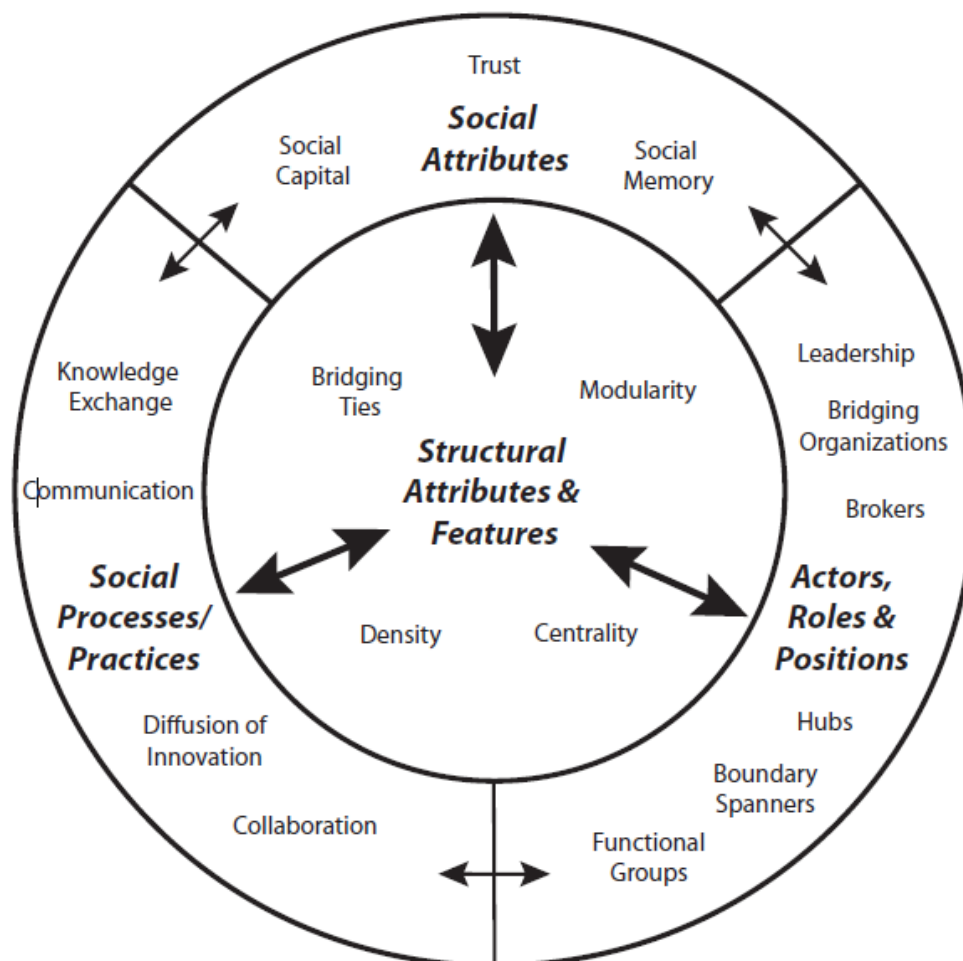 Trust
Social
Attributes
Social
Capital
Social
Memory
Knowledge
Exchange
Bridging
Ties
Modularity
Leadership
Bridging
Organizations
Structural
Attributes &
Features
Communication
Brokers
Social
Processes/
Practices
Actors,
Roles &
Positions
Density
Centrality
Diffusion of
Innovation
Hubs
Boundary
Spanners
Collaboration
Functional
Groups